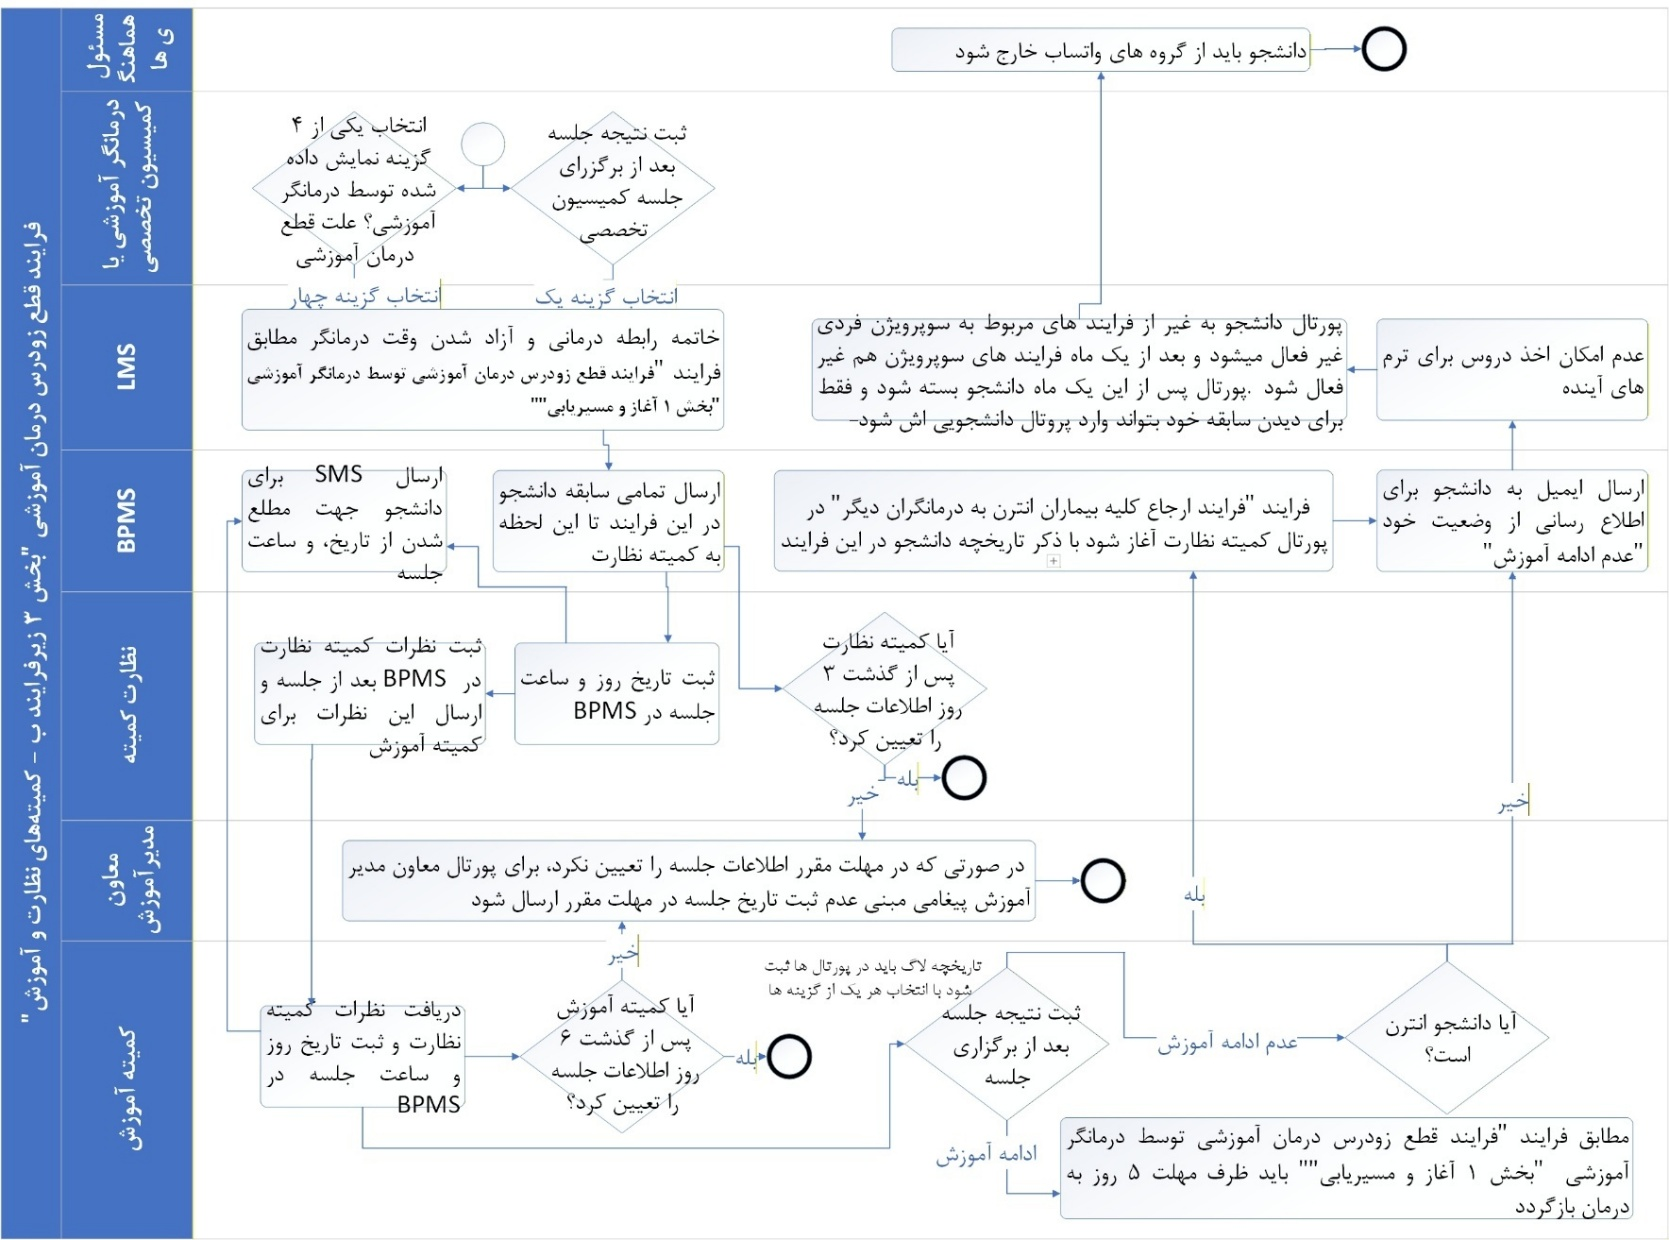 فرایند قطع زودرس درمان آموزشی "بخش ۳ زیرفرایند ب - کمیته‌های نظارت و آموزش"
مسئول
هماهنگ
ی ها
دانشجو باید از گروه های واتساب خارج شود
درمانگر آموزشی یا
کمیسیون تخصصی
انتخاب یکی از ۴
گزینه نمایش داده
شده توسط درمانگر
آموزشی؟ علت قطع
درمان آموزشی
ثبت نتیجه جلسه
بعد از برگزرای
جلسه کمیسیون
تخصصی
انتخاب گزینه چهار
انتخاب گزینه یک
LMS
خاتمه رابطه درمانی و آزاد شدن وقت درمانگر مطابق
فرایند "فرایند قطع زودرس درمان آموزشی توسط درمانگر آموزشی
"بخش ۱ آغاز و مسیریابی""
پورتال دانشجو به غیر از فرایند های مربوط به سوپرویژن فردی
غیر فعال میشود و بعد از یک ماه فرایند های سوپرویژن هم غیر
فعال شود .پورتال پس از این یک ماه دانشجو بسته شود و فقط
برای دیدن سابقه خود بتواند وارد پروتال دانشجویی اش شود-
عدم امکان اخذ دروس برای ترم
های آینده
BPMS
ارسال SMS برای
دانشجو جهت مطلع
شدن از تاریخ، و ساعت
جلسه
ارسال تمامی سابقه دانشجو
در این فرایند تا این لحظه
به کمیته نظارت
فرایند "فرایند ارجاع کلیه بیماران انترن به درمانگران دیگر" در
پورتال کمیته نظارت آغاز شود با ذکر تاریخچه دانشجو در این فرایند
ارسال ایمیل به دانشجو برای
اطلاع رسانی از وضعیت خود
"عدم ادامه آموزش"
نظارت کمیته
ثبت نظرات کمیته نظارت
در BPMS بعد از جلسه و
ارسال این نظرات برای
کمیته آموزش
ثبت تاریخ روز و ساعت
جلسه در BPMS
آیا کمیته نظارت
پس از گذشت ۳
روز اطلاعات جلسه
را تعیین کرد؟
بله
خیر
خیر
معاون
مدیرآموزش
در صورتی که در مهلت مقرر اطلاعات جلسه را تعیین نکرد، برای پورتال معاون مدیر
آموزش پیغامی مبنی عدم ثبت تاریخ جلسه در مهلت مقرر ارسال شود
بله
کمیته آموزش
خیر
دریافت نظرات کمیته
نظارت و ثبت تاریخ روز
و ساعت جلسه در
BPMS
آیا کمیته آموزش
پس از گذشت ۶
روز اطلاعات جلسه
را تعیین کرد؟
بله
تاریخچه لاگ باید در پورتال ها ثبت
شود با انتخاب هر یک از گزینه ها
ثبت نتیجه جلسه
بعد از برگزاری
جلسه
عدم ادامه آموزش
آیا دانشجو انترن
است؟
ادامه آموزش
مطابق فرایند "فرایند قطع زودرس درمان آموزشی توسط درمانگر
آموزشی "بخش ۱ آغاز و مسیریابی"" باید ظرف مهلت ۵ روز به
درمان بازگردد